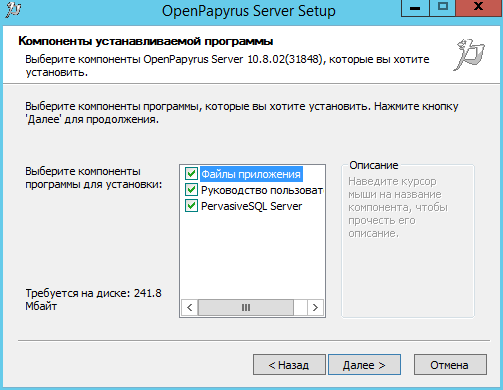 OpenPapyrus Server Setup
Компоненты устанавливаемой программы
Выберите компоненты OpenPapyrus Server 10.8.02(31848), которые вы хотите
установить.
Выберите компоненты программы, которые вы хотите установить. Нажмите кнопку
'Далее' для продолжения.
Выберите компоненты
программы для установки:
Файлы приложения
Руководство пользоват
PervasiveSQL Server
Описание
Наведите курсор
мыши на название
компонента, чтобы
прочесть его
описание.
Требуется на диске: 241.8
Мбайт
< Назад
Далее >
Отмена